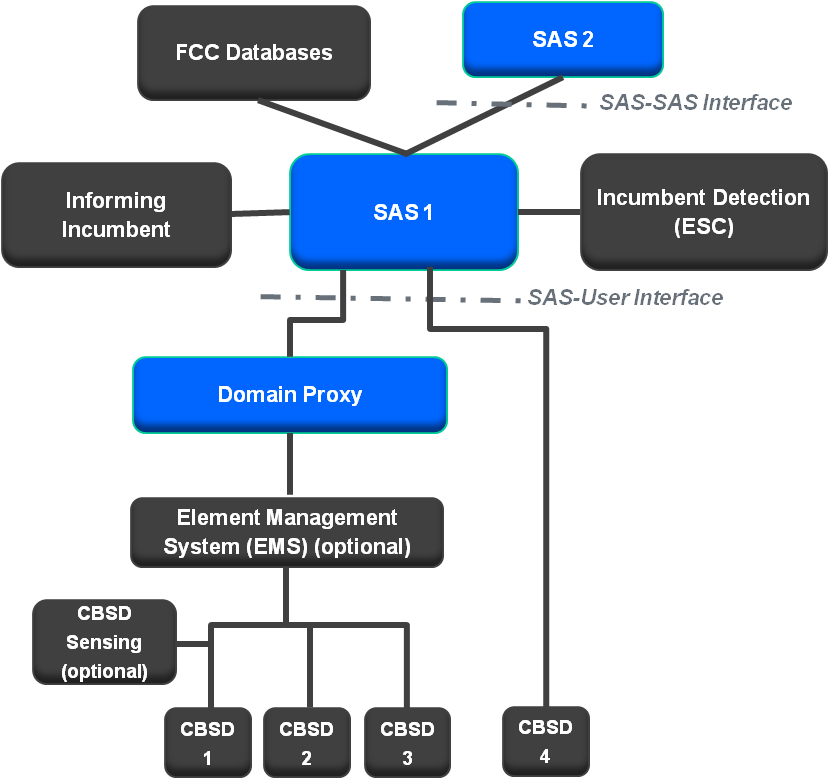 FCC Databases
SAS 2
SAS-SAS Interface
Informing
Incumbent
SAS 1
Incumbent Detection
(ESC)
SAS-User Interface
Domain Proxy
Element Management
System (EMS) (optional)
CBSD
Sensing
(optional)
CBSD
1
CBSD
2
CBSD
3
CBSD
4